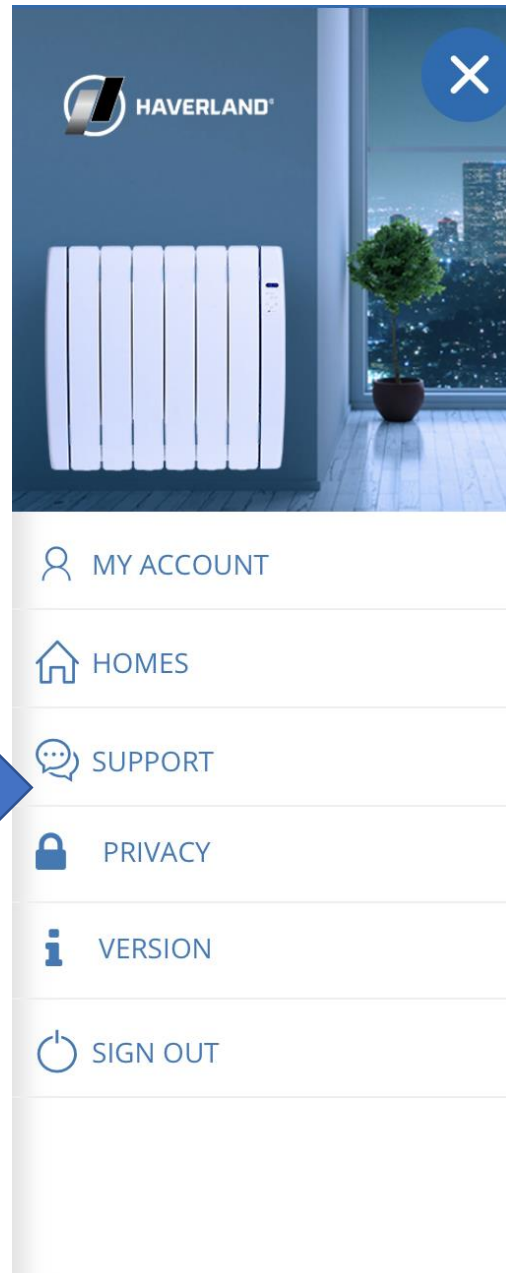 HAVERLAND®
MY ACCOUNT
HOMES
SUPPORT
PRIVACY
VERSION
SIGN OUT